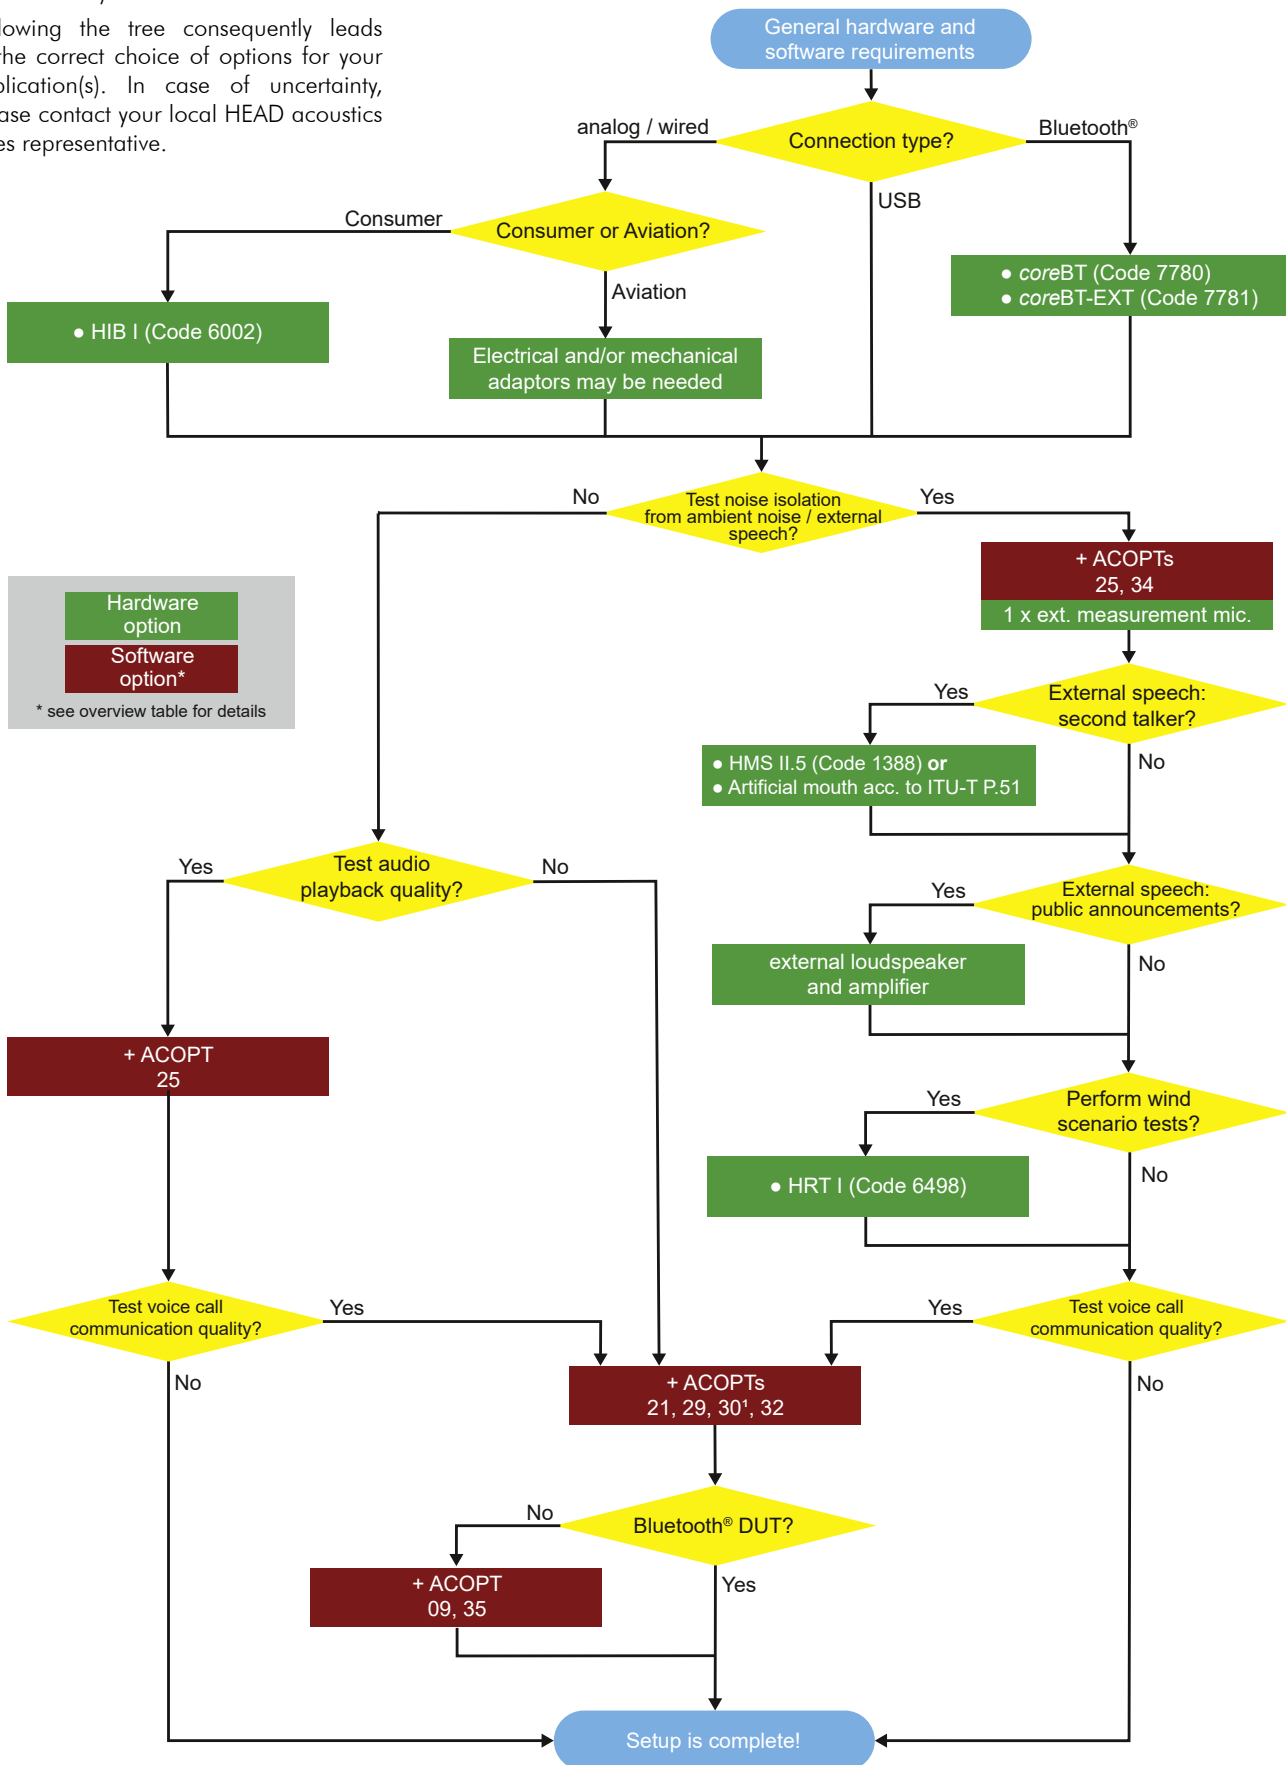 lowing the tree consequently leads
the correct choice of options for your
plication(s). In case of uncertainty,
ase contact your local HEAD acoustics
es representative.
General hardware and
software requirements
analog / wired
Connection type?
Bluetooth®
USB
Consumer
Consumer or Aviation?
Aviation
● coreBT (Code 7780)
● coreBT-EXT (Code 7781)
● HIB I (Code 6002)
Electrical and/or mechanical
adaptors may be needed
No
Test noise isolation
from ambient noise / external
speech?
Yes
+ ACOPTs
25, 34
1 x ext. measurement mic.
Hardware
option
Software
option*
* see overview table for details
Yes
External speech:
second talker?
No
● HMS II.5 (Code 1388) or
● Artificial mouth acc. to ITU-T P.51
Yes
Test audio
playback quality?
No
Yes
External speech:
public announcements?
No
external loudspeaker
and amplifier
+ ACOPT
25
Yes
Perform wind
scenario tests?
No
● HRT I (Code 6498)
Test voice call
communication quality?
Yes
No
Yes
Test voice call
communication quality?
No
+ ACOPTs
21, 29, 30¹, 32
No
Bluetooth® DUT?
Yes
+ ACOPT
09, 35
Setup is complete!